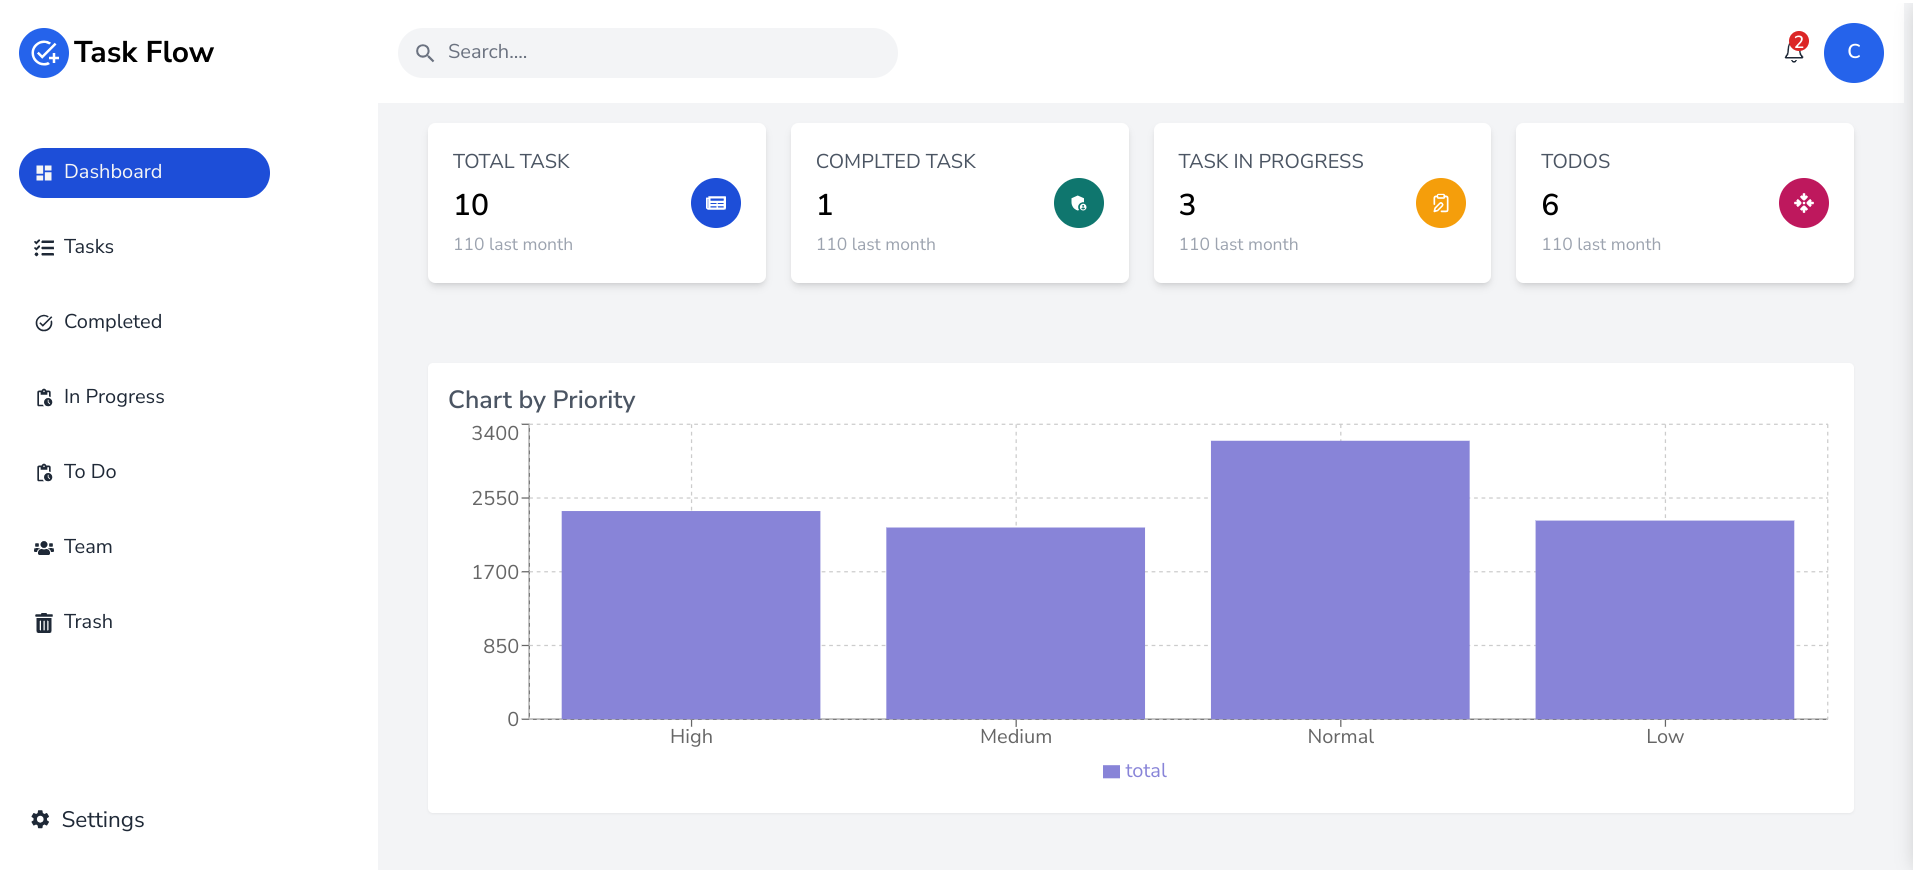 Task Flow
Search....
2
C
Dashboard
Tasks
Completed
In Progress
To Do
Team
Trash
Settings
TOTAL TASK
10
110 last month
COMPLTED TASK
1
110 last month
TASK IN PROGRESS
3
110 last month
TODOS
6
110 last month
Chart by Priority
3400
2550
1700
850
0
High Medium Normal Low
total